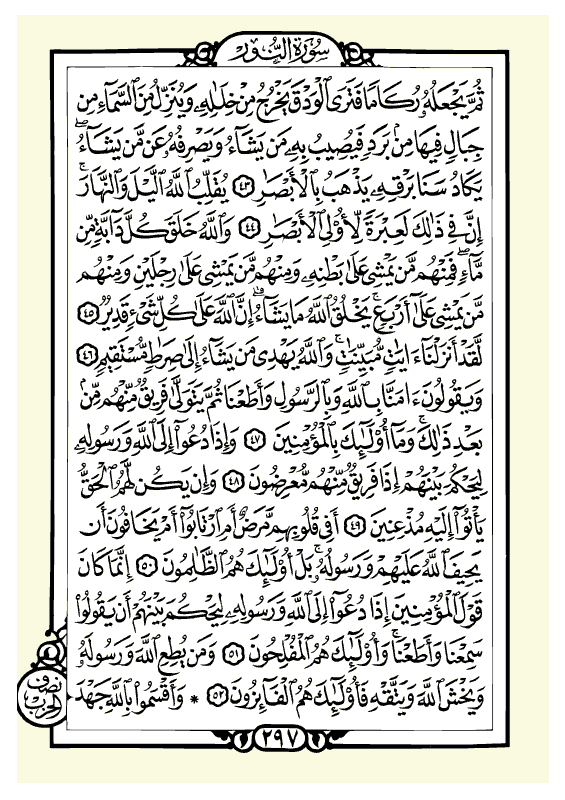 سُورَةُ النُّور
ثُمَّ يَجْعَلُهُۥ رُكَامًا فَتَرَى ٱلْوَدْقَ يَخْرُجُ مِنْ خِلَٰلِهِۦ وَيُنَزِّلُ مِنَ ٱلسَّمَآءِ مِن
جِبَالٍ فِيهَا مِنۢ بَرَدٍ فَيُصِيبُ بِهِۦ مَن يَشَآءُ وَيَصْرِفُهُۥ عَن مَّن يَشَآءُ ۖ
يَكَادُ سَنَا بَرْقِهِۦ يَذْهَبُ بِٱلْأَبْصَٰرِ ٤٣ يُقَلِّبُ ٱللَّهُ ٱلَّيْلَ وَٱلنَّهَارَ ۚ
إِنَّ فِى ذَٰلِكَ لَعِبْرَةً لِّأُو۟لِى ٱلْأَبْصَٰرِ ٤٤ وَٱللَّهُ خَلَقَ كُلَّ دَآبَّةٍ مِّن
مَّآءٍ ۖ فَمِنْهُم مَّن يَمْشِى عَلَىٰ بَطْنِهِۦ وَمِنْهُم مَّن يَمْشِى عَلَىٰ رِجْلَيْنِ وَمِنْهُم
مَّن يَمْشِى عَلَىٰٓ أَرْبَعٍ ۚ يَخْلُقُ ٱللَّهُ مَا يَشَآءُ ۚ إِنَّ ٱللَّهَ عَلَىٰ كُلِّ شَىْءٍ قَدِيرٌ ٤٥
لَّقَدْ أَنزَلْنَآ ءَايَٰتٍ مُّبَيِّنَٰتٍ ۚ وَٱللَّهُ يَهْدِى مَن يَشَآءُ إِلَىٰ صِرَٰطٍ مُّسْتَقِيمٍ ٤٦
وَيَقُولُونَ ءَامَنَّا بِٱللَّهِ وَبِٱلرَّسُولِ وَأَطَعْنَا ثُمَّ يَتَوَلَّىٰ فَرِيقٌ مِّنْهُم مِّنۢ
بَعْدِ ذَٰلِكَ ۚ وَمَآ أُو۟لَٰٓئِكَ بِٱلْمُؤْمِنِينَ ٤٧ وَإِذَا دُعُوٓا۟ إِلَى ٱللَّهِ وَرَسُولِهِۦ
لِيَحْكُمَ بَيْنَهُمْ إِذَا فَرِيقٌ مِّنْهُم مُّعْرِضُونَ ٤٨ وَإِن يَكُن لَّهُمُ ٱلْحَقُّ
يَأْتُوٓا۟ إِلَيْهِ مُذْعِنِينَ ٤٩ أَفِى قُلُوبِهِم مَّرَضٌ أَمِ ٱرْتَابُوٓا۟ أَمْ يَخَافُونَ أَن
يَحِيفَ ٱللَّهُ عَلَيْهِمْ وَرَسُولُهُۥ ۚ بَلْ أُو۟لَٰٓئِكَ هُمُ ٱلظَّٰلِمُونَ ٥٠ إِنَّمَا كَانَ
قَوْلَ ٱلْمُؤْمِنِينَ إِذَا دُعُوٓا۟ إِلَى ٱللَّهِ وَرَسُولِهِۦ لِيَحْكُمَ بَيْنَهُمْ أَن يَقُولُوا۟
سَمِعْنَا وَأَطَعْنَا ۚ وَأُو۟لَٰٓئِكَ هُمُ ٱلْمُفْلِحُونَ ٥١ وَمَن يُطِعِ ٱللَّهَ وَرَسُولَهُۥ
وَيَخْشَ ٱللَّهَ وَيَتَّقْهِ فَأُو۟لَٰٓئِكَ هُمُ ٱلْفَآئِزُونَ ٥٢ * وَأَقْسَمُوا۟ بِٱللَّهِ جَهْدَ
نصف
الحزب
٢٩٧